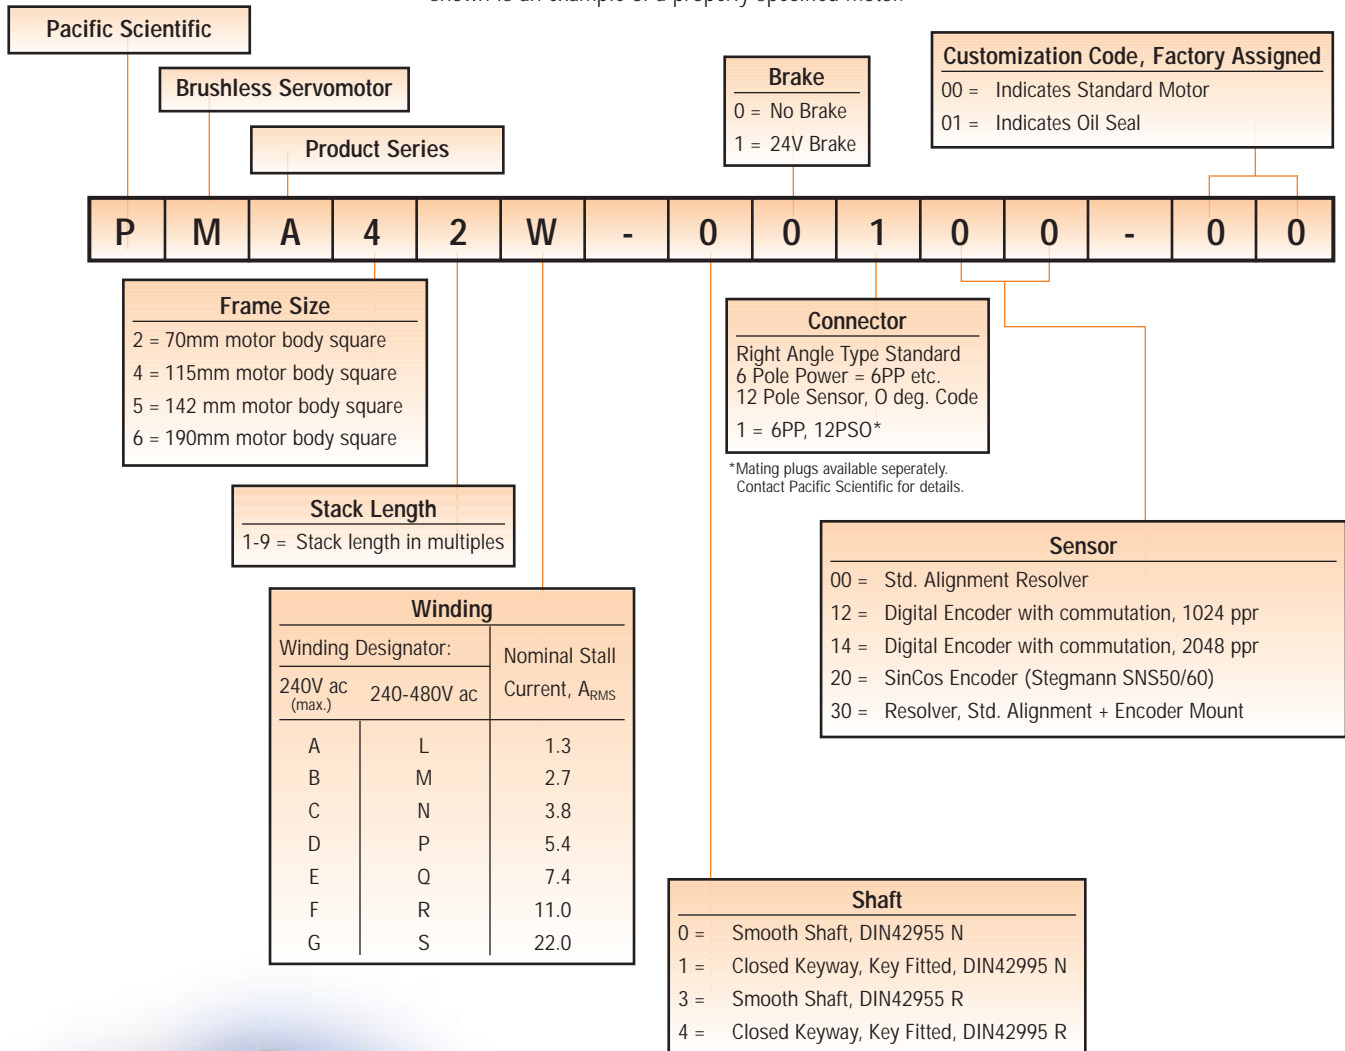 Shown is an example of a properly specified motor.
Pacific Scientific
Brushless Servomotor
Product Series
Brake
0 = No Brake
1 = 24V Brake
Customization Code, Factory Assigned
00 = Indicates Standard Motor
01 = Indicates Oil Seal
P M A 4 2 W - 0 0 1 0 0 - 0 0
Frame Size
2 = 70mm motor body square
4 = 115mm motor body square
5 = 142 mm motor body square
6 = 190mm motor body square
Connector
Right Angle Type Standard
6 Pole Power = 6PP etc.
12 Pole Sensor, O deg. Code
1 = 6PP, 12PSO*
*Mating plugs available seperately.
Contact Pacific Scientific for details.
Stack Length
1-9 = Stack length in multiples
Sensor
00 = Std. Alignment Resolver
12 = Digital Encoder with commutation, 1024 ppr
14 = Digital Encoder with commutation, 2048 ppr
20 = SinCos Encoder (Stegmann SNS50/60)
30 = Resolver, Std. Alignment + Encoder Mount
Winding
Winding Designator:
Nominal Stall
Current, ARMS
240V ac
(max.)
240-480V ac
A L 1.3
B M 2.7
C N 3.8
D P 5.4
E Q 7.4
F R 11.0
G S 22.0
Shaft
0 = Smooth Shaft, DIN42955 N
1 = Closed Keyway, Key Fitted, DIN42995 N
3 = Smooth Shaft, DIN42955 R
4 = Closed Keyway, Key Fitted, DIN42995 R